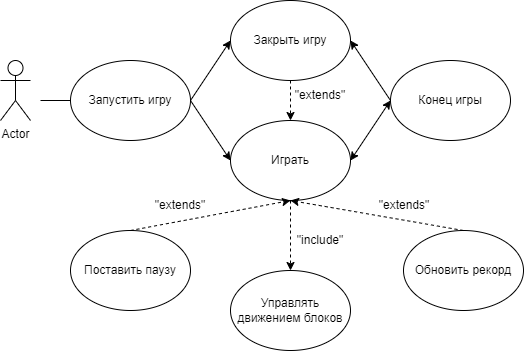 Закрыть игру
Запустить игру
"extends"
Конец игры
Actor
Играть
"extends"
"extends"
"include"
Поставить паузу
Обновить рекорд
Управлять
движением блоков